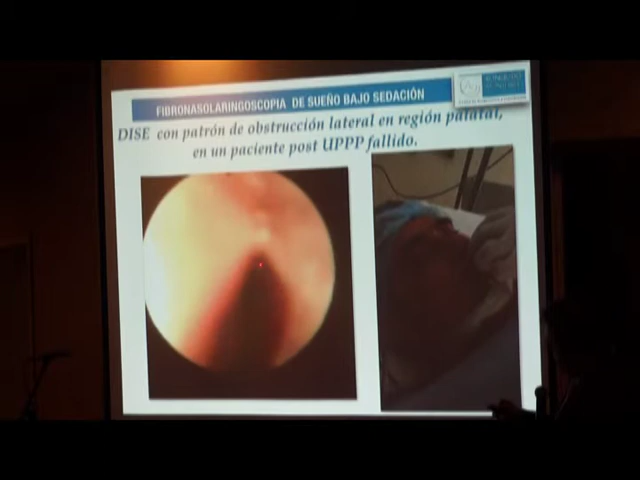 FIBRONASOLARINGOSCOPIA DE SUEÑO BAJO SEDACIÓN
DISE con patrón de obstrucción lateral en región palatal,
en un paciente post UPPP fallido.